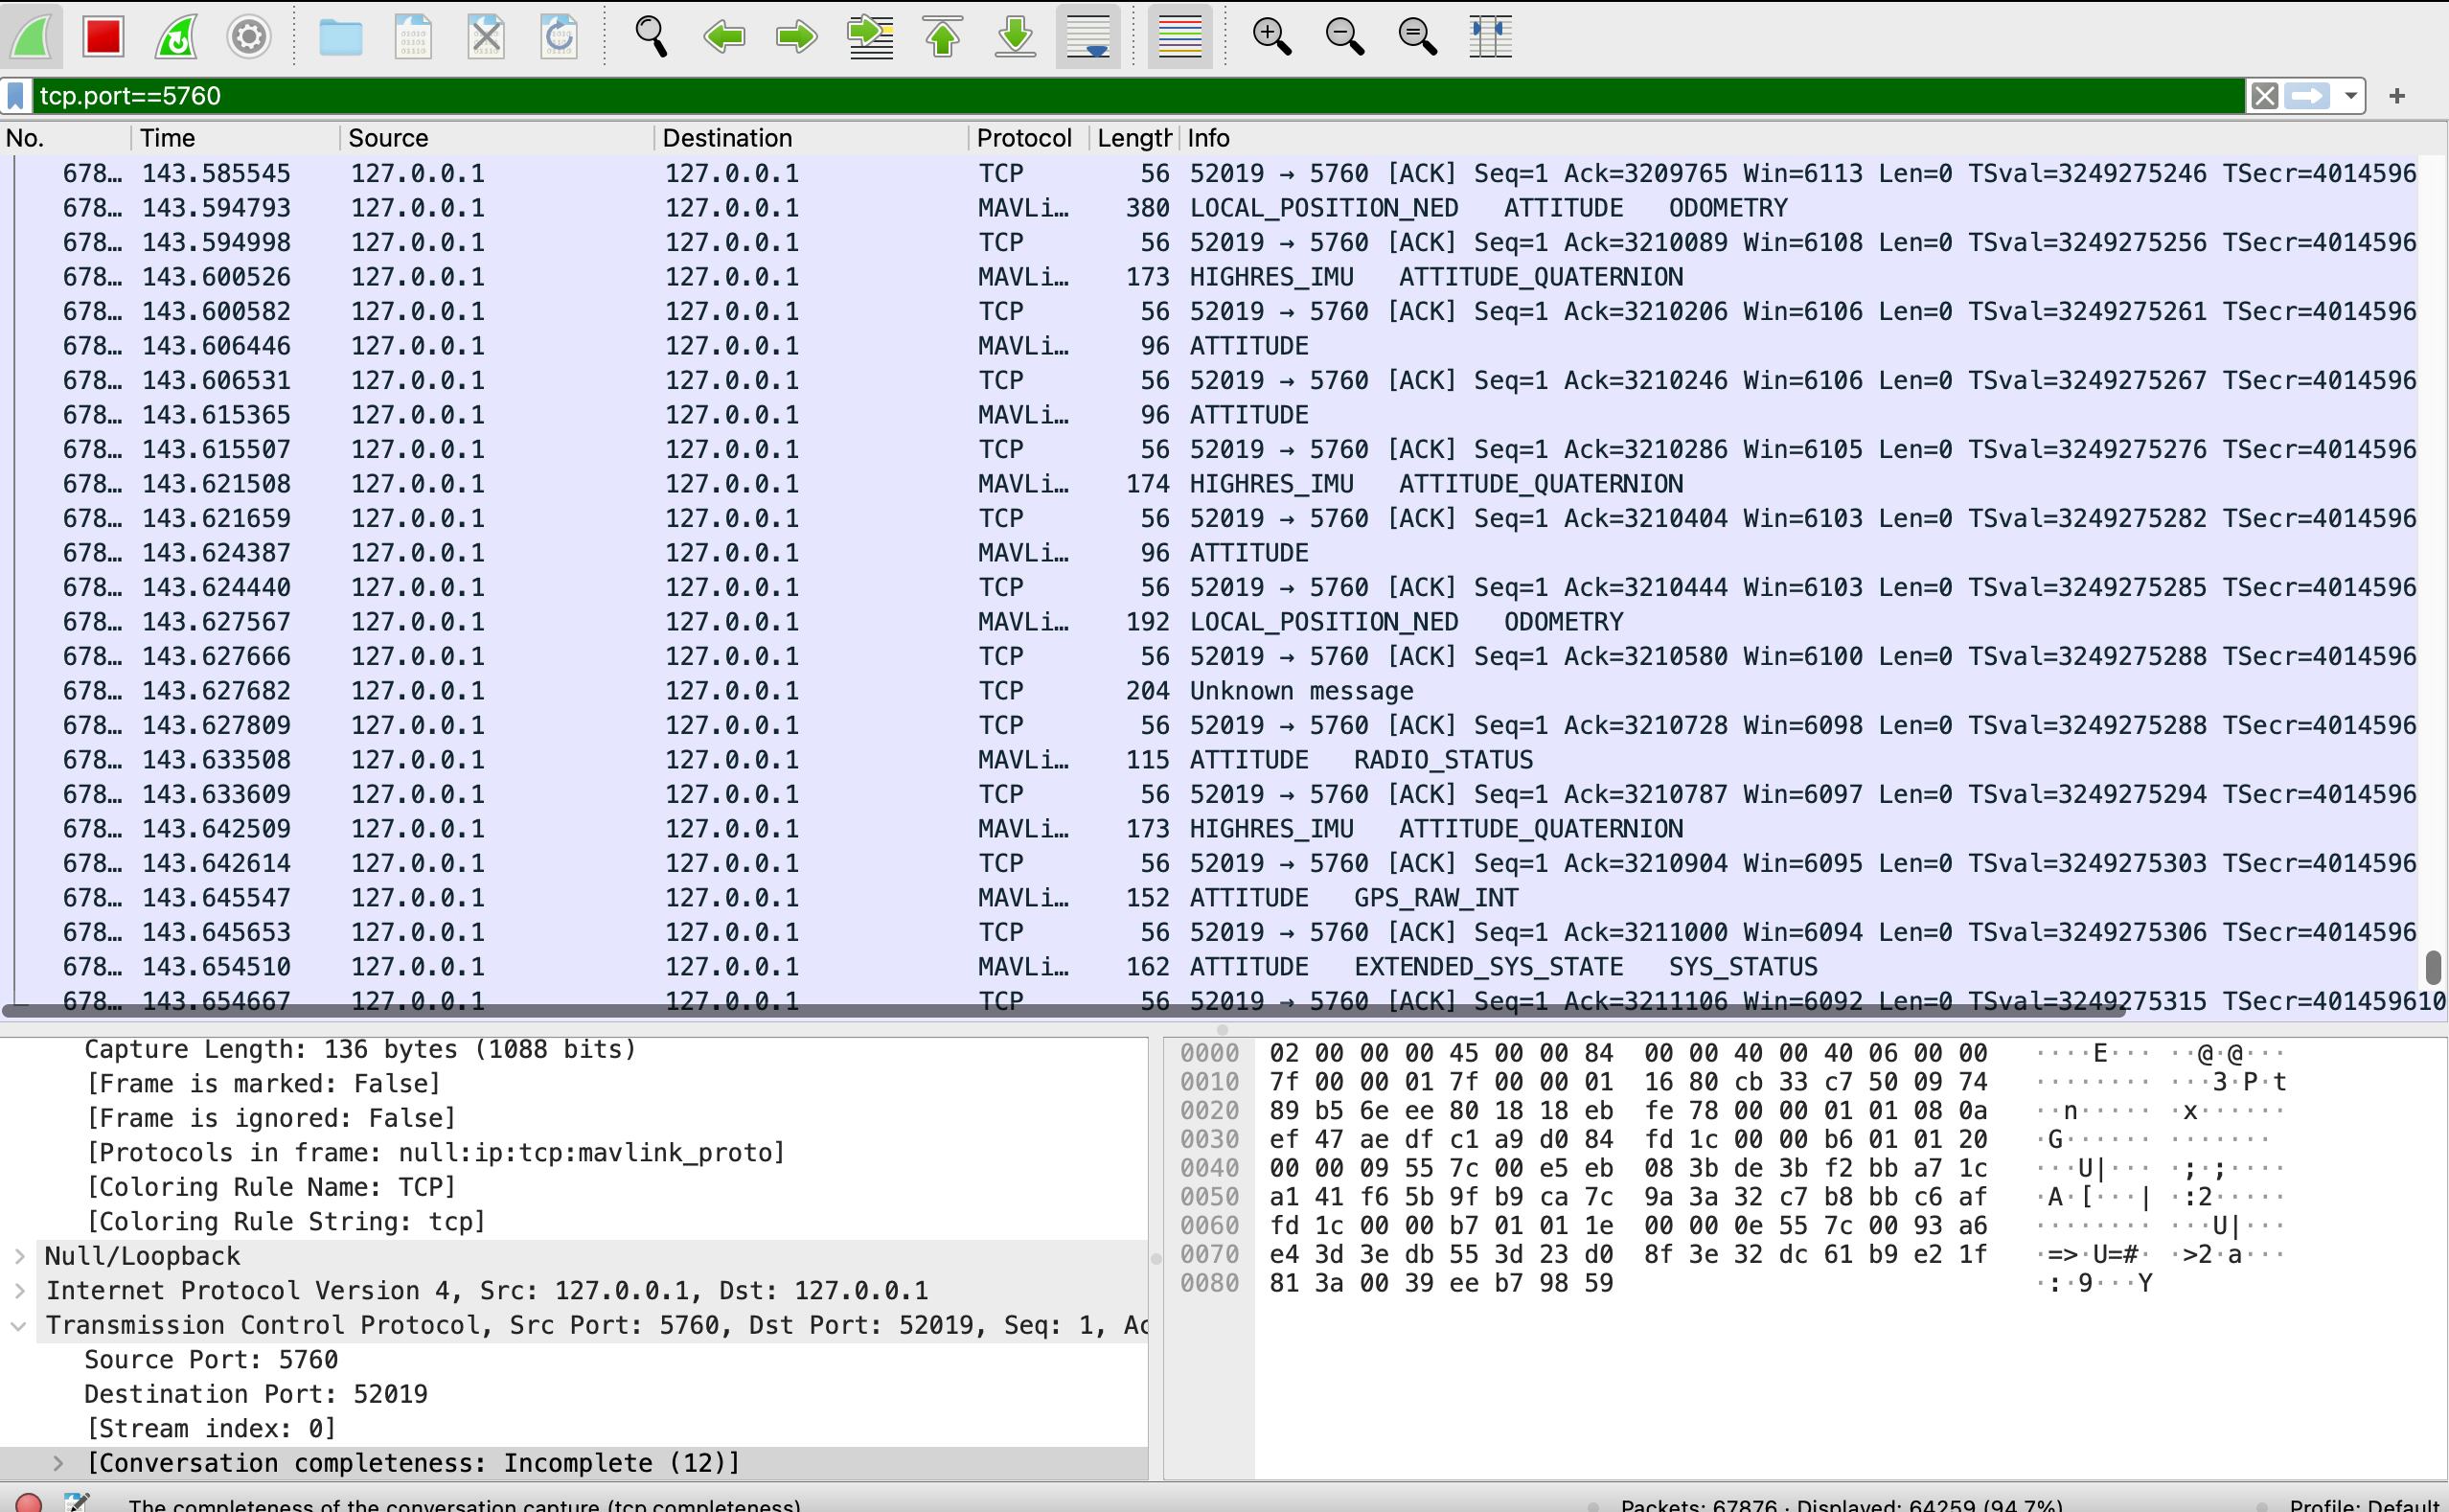 tcp.port==5760
No. Time Source Destination Protocol Length Info
678… 143.585545 127.0.0.1 127.0.0.1 TCP 56 52019 → 5760 [ACK] Seq=1 Ack=3209765 Win=6113 Len=0 TSval=3249275246 TSecr=4014596
678… 143.594793 127.0.0.1 127.0.0.1 MAVLi… 380 LOCAL_POSITION_NED ATTITUDE ODOMETRY
678… 143.594998 127.0.0.1 127.0.0.1 TCP 56 52019 → 5760 [ACK] Seq=1 Ack=3210089 Win=6108 Len=0 TSval=3249275256 TSecr=4014596
678… 143.600526 127.0.0.1 127.0.0.1 MAVLi… 173 HIGHRES_IMU ATTITUDE_QUATERNION
678… 143.600582 127.0.0.1 127.0.0.1 TCP 56 52019 → 5760 [ACK] Seq=1 Ack=3210206 Win=6106 Len=0 TSval=3249275261 TSecr=4014596
678… 143.606446 127.0.0.1 127.0.0.1 MAVLi… 96 ATTITUDE
678… 143.606531 127.0.0.1 127.0.0.1 TCP 56 52019 → 5760 [ACK] Seq=1 Ack=3210246 Win=6106 Len=0 TSval=3249275267 TSecr=4014596
678… 143.615365 127.0.0.1 127.0.0.1 MAVLi… 96 ATTITUDE
678… 143.615507 127.0.0.1 127.0.0.1 TCP 56 52019 → 5760 [ACK] Seq=1 Ack=3210286 Win=6105 Len=0 TSval=3249275276 TSecr=4014596
678… 143.621508 127.0.0.1 127.0.0.1 MAVLi… 174 HIGHRES_IMU ATTITUDE_QUATERNION
678… 143.621659 127.0.0.1 127.0.0.1 TCP 56 52019 → 5760 [ACK] Seq=1 Ack=3210404 Win=6103 Len=0 TSval=3249275282 TSecr=4014596
678… 143.624387 127.0.0.1 127.0.0.1 MAVLi… 96 ATTITUDE
678… 143.624440 127.0.0.1 127.0.0.1 TCP 56 52019 → 5760 [ACK] Seq=1 Ack=3210444 Win=6103 Len=0 TSval=3249275285 TSecr=4014596
678… 143.627567 127.0.0.1 127.0.0.1 MAVLi… 192 LOCAL_POSITION_NED ODOMETRY
678… 143.627666 127.0.0.1 127.0.0.1 TCP 56 52019 → 5760 [ACK] Seq=1 Ack=3210580 Win=6100 Len=0 TSval=3249275288 TSecr=4014596
678… 143.627682 127.0.0.1 127.0.0.1 TCP 204 Unknown message
678… 143.627809 127.0.0.1 127.0.0.1 TCP 56 52019 → 5760 [ACK] Seq=1 Ack=3210728 Win=6098 Len=0 TSval=3249275288 TSecr=4014596
678… 143.633508 127.0.0.1 127.0.0.1 MAVLi… 115 ATTITUDE RADIO_STATUS
678… 143.633609 127.0.0.1 127.0.0.1 TCP 56 52019 → 5760 [ACK] Seq=1 Ack=3210787 Win=6097 Len=0 TSval=3249275294 TSecr=4014596
678… 143.642509 127.0.0.1 127.0.0.1 MAVLi… 173 HIGHRES_IMU ATTITUDE_QUATERNION
678… 143.642614 127.0.0.1 127.0.0.1 TCP 56 52019 → 5760 [ACK] Seq=1 Ack=3210904 Win=6095 Len=0 TSval=3249275303 TSecr=4014596
678… 143.645547 127.0.0.1 127.0.0.1 MAVLi… 152 ATTITUDE GPS_RAW_INT
678… 143.645653 127.0.0.1 127.0.0.1 TCP 56 52019 → 5760 [ACK] Seq=1 Ack=3211000 Win=6094 Len=0 TSval=3249275306 TSecr=4014596
678… 143.654510 127.0.0.1 127.0.0.1 MAVLi… 162 ATTITUDE EXTENDED_SYS_STATE SYS_STATUS
678… 143.654667 127.0.0.1 127.0.0.1 TCP 56 52019 → 5760 [ACK] Seq=1 Ack=3211106 Win=6092 Len=0 TSval=3249275315 TSecr=401459610
Capture Length: 136 bytes (1088 bits)
[Frame is marked: False]
[Frame is ignored: False]
[Protocols in frame: null:ip:tcp:mavlink_proto]
[Coloring Rule Name: TCP]
[Coloring Rule String: tcp]
Null/Loopback
Internet Protocol Version 4, Src: 127.0.0.1, Dst: 127.0.0.1
Transmission Control Protocol, Src Port: 5760, Dst Port: 52019, Seq: 1, Ac
Source Port: 5760
Destination Port: 52019
[Stream index: 0]
[Conversation completeness: Incomplete (12)]
0000 02 00 00 00 45 00 00 84 00 00 40 00 40 06 00 00 ····E··· ··@·@···
0010 7f 00 00 01 7f 00 00 01 16 80 cb 33 c7 50 09 74 ········ ···3·P·t
0020 89 b5 6e ee 80 18 18 eb fe 78 00 00 01 01 08 0a ··n····· ·x······
0030 ef 47 ae df c1 a9 d0 84 fd 1c 00 00 b6 01 01 20 ·G······ ·······
0040 00 00 09 55 7c 00 e5 eb 08 3b de 3b f2 bb a7 1c ···U|··· ·;·;····
0050 a1 41 f6 5b 9f b9 ca 7c 9a 3a 32 c7 b8 bb c6 af ·A·[···| ·:2·····
0060 fd 1c 00 00 b7 01 01 1e 00 00 0e 55 7c 00 93 a6 ········ ···U|···
0070 e4 3d 3e db 55 3d 23 d0 8f 3e 32 dc 61 b9 e2 1f ·=>·U=#· ·>2·a···
0080 81 3a 00 39 ee b7 98 59 ·:·9···Y
The completeness of the conversation capture (tcp.completeness) Packets: 67876 · Displayed: 64259 (94.7%) Profile: Default